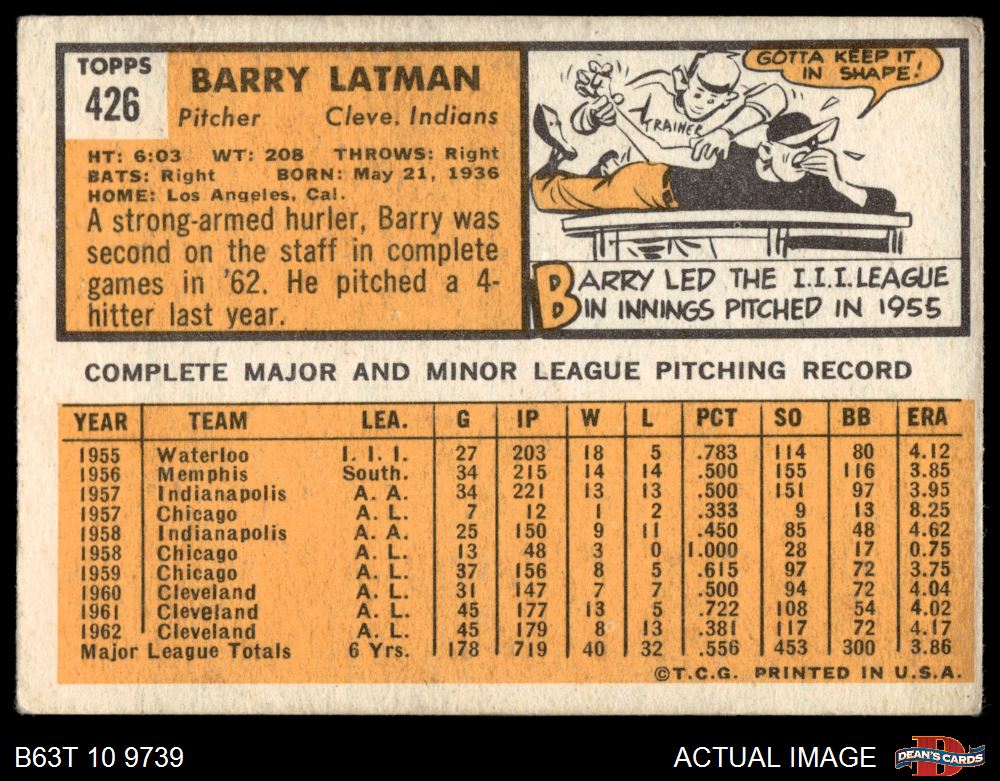 TOPPS
426
BARRY LATMAN
Pitcher Cleve. Indians
HT: 6:03 WT: 208 THROWS: Right
BATS: Right BORN: May 21, 1936
HOME: Los Angeles, Cal.
A strong-armed hurler, Barry was
second on the staff in complete
games in '62. He pitched a 4-
hitter last year.
GOTTA KEEP IT
IN SHAPE!
TRAINER
BARRY LED THE I.I.I. LEAGUE
IN INNINGS PITCHED IN 1955
COMPLETE MAJOR AND MINOR LEAGUE PITCHING RECORD
YEAR TEAM LEA. G IP W L PCT SO BB ERA
1955 Waterloo I. I. I. 27 203 18 5 .783 114 80 4.12
1956 Memphis South. 34 215 14 14 .500 155 116 3.85
1957 Indianapolis A. A. 34 221 13 13 .500 151 97 3.95
1957 Chicago A. L. 7 12 1 2 .333 9 13 8.25
1958 Indianapolis A. A. 25 150 9 11 .450 85 48 4.62
1958 Chicago A. L. 13 48 3 0 1.000 28 17 0.75
1959 Chicago A. L. 37 156 8 5 .615 97 72 3.75
1960 Cleveland A. L. 31 147 7 7 .500 94 72 4.04
1961 Cleveland A. L. 45 177 13 5 .722 108 54 4.02
1962 Cleveland A. L. 45 179 8 13 .381 117 72 4.17
Major League Totals 6 Yrs. 178 719 40 32 .556 453 300 3.86
©T.C.G. PRINTED IN U.S.A.
B63T 10 9739 ACTUAL IMAGE
DEAN'S CARDS